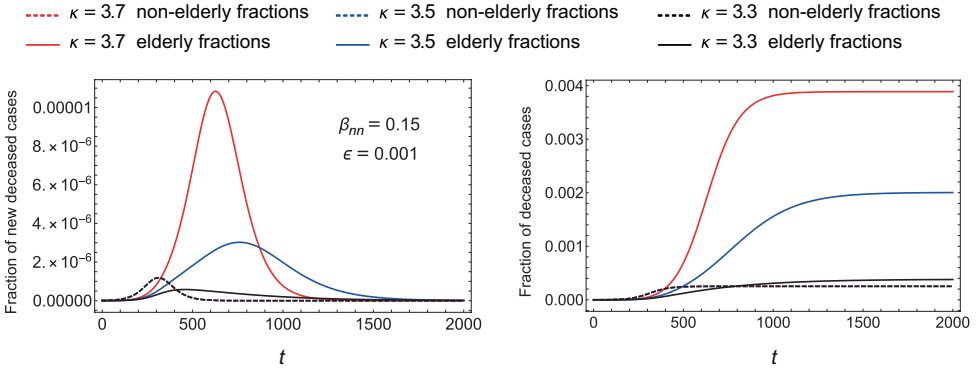 κ = 3.7 non-elderly fractions κ = 3.5 non-elderly fractions κ = 3.3 non-elderly fractions
κ = 3.7 elderly fractions κ = 3.5 elderly fractions κ = 3.3 elderly fractions
Fraction of new deceased cases
0.00001
8. × 10⁻⁶
6. × 10⁻⁶
4. × 10⁻⁶
2. × 10⁻⁶
0.00000
βnn = 0.15
ϵ = 0.001
0 500 1000 1500 2000
t
Fraction of deceased cases
0.004
0.003
0.002
0.001
0.000
0 500 1000 1500 2000
t